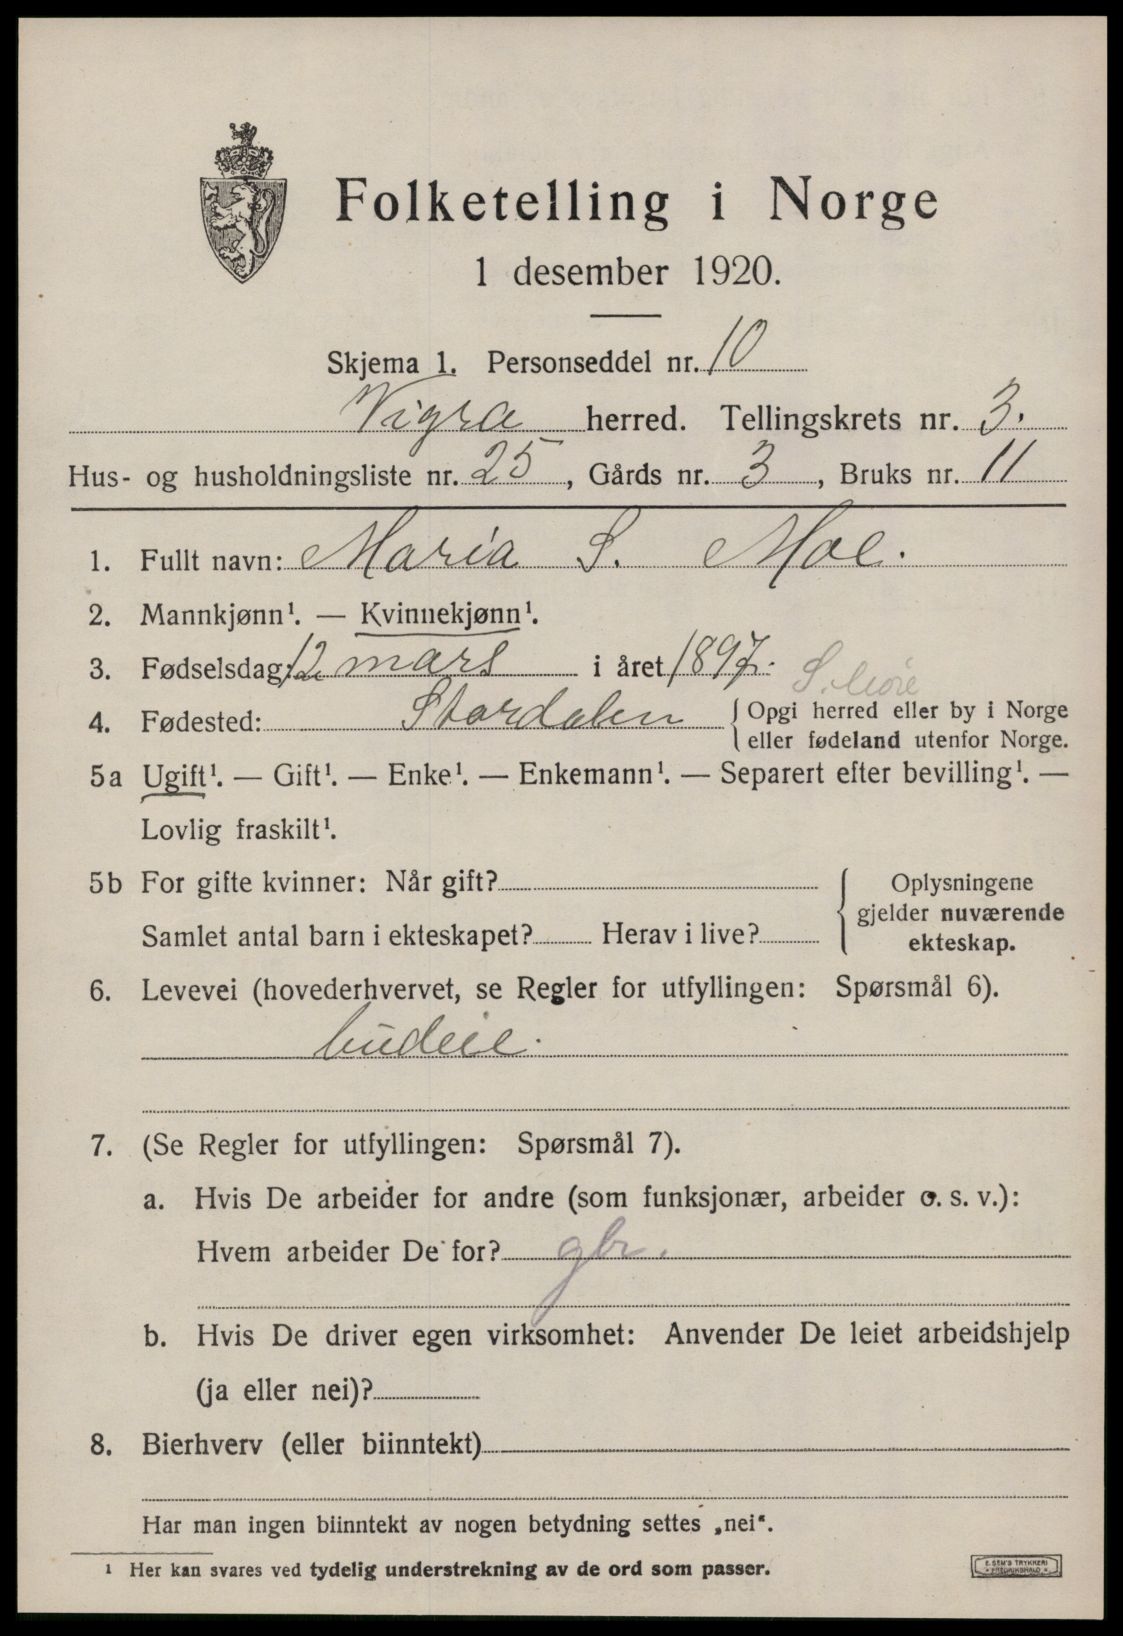 Folketelling i Norge
1 desember 1920.
Skjema 1. Personseddel nr. 10
Vigra herred. Tellingskrets nr. 3.
Hus- og husholdningsliste nr. 25, Gårds nr. 3, Bruks nr. 11
1. Fullt navn: Maria S. Moe.
2. Mannkjønn¹. — Kvinnekjønn¹.
3. Fødselsdag: 12 mars i året 1897.
4. Fødested: Stordalen { Opgi herred eller by i Norge
eller fødeland utenfor Norge.
5a Ugift¹. — Gift¹. — Enke¹. — Enkemann¹. — Separert efter bevilling¹. —
Lovlig fraskilt¹.
5b For gifte kvinner: Når gift? { Oplysningene
gjelder nuværende
Samlet antal barn i ekteskapet? Herav i live? ekteskap.
6. Levevei (hovederhvervet, se Regler for utfyllingen: Spørsmål 6).
budeie.
7. (Se Regler for utfyllingen: Spørsmål 7).
a. Hvis De arbeider for andre (som funksjonær, arbeider o. s. v.):
Hvem arbeider De for? gbr.
b. Hvis De driver egen virksomhet: Anvender De leiet arbeidshjelp
(ja eller nei)?
8. Bierhverv (eller biinntekt)
Har man ingen biinntekt av nogen betydning settes „nei“.
¹ Her kan svares ved tydelig understrekning av de ord som passer.
E. SEM'S TRYKKERI
FREDRIKSHALD